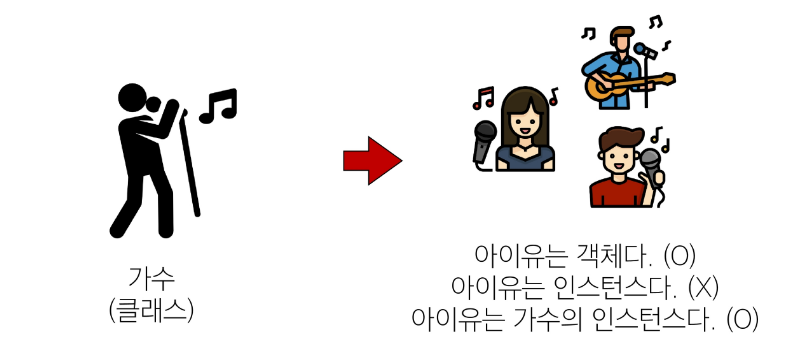 가수
(클래스)
아이유는 객체다. (O)
아이유는 인스턴스다. (X)
아이유는 가수의 인스턴스다. (O)